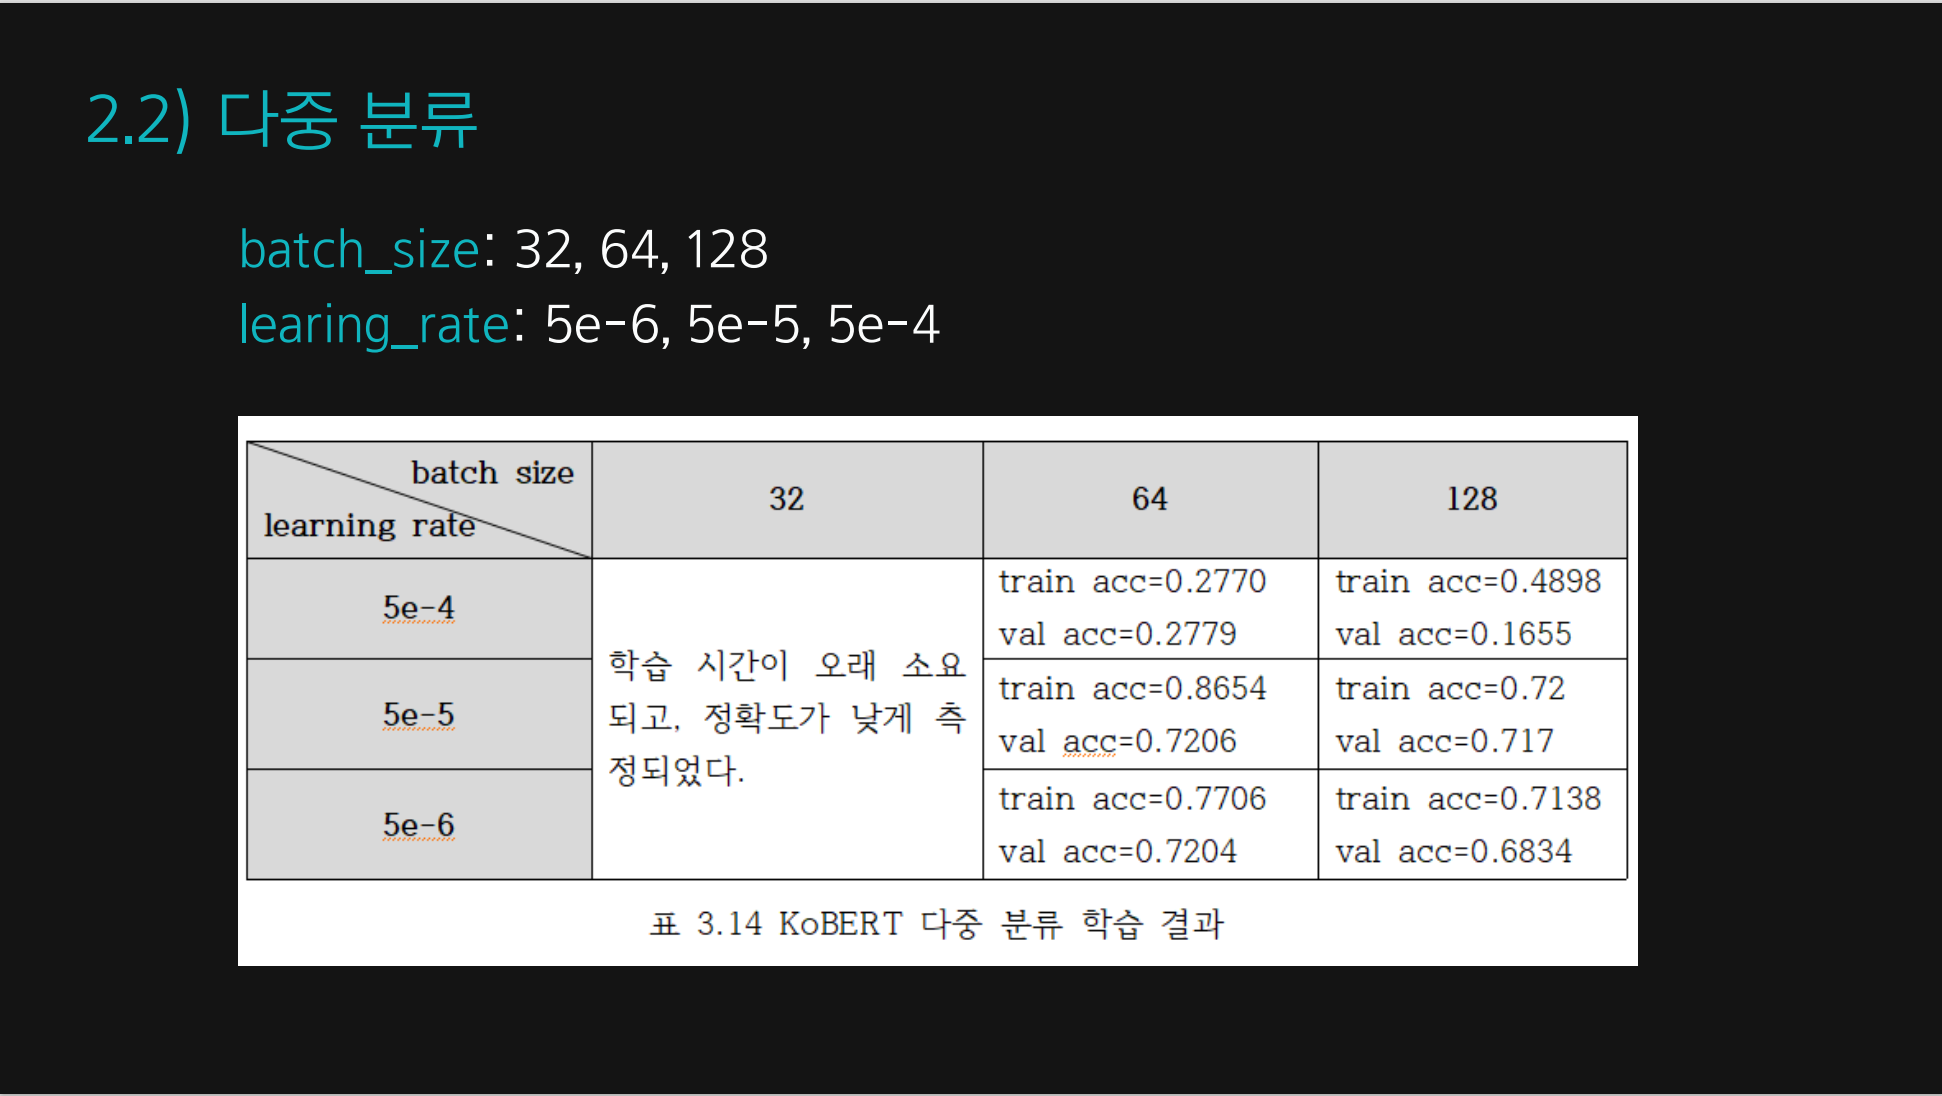 2.2) 다중 분류
batch_size: 32, 64, 128
learing_rate: 5e-6, 5e-5, 5e-4
batch size
learning rate
32
64
128
5e-4
학습 시간이 오래 소요
되고, 정확도가 낮게 측
정되었다.
train acc=0.2770
val acc=0.2779
train acc=0.4898
val acc=0.1655
5e-5
train acc=0.8654
val acc=0.7206
train acc=0.72
val acc=0.717
5e-6
train acc=0.7706
val acc=0.7204
train acc=0.7138
val acc=0.6834
표 3.14 KoBERT 다중 분류 학습 결과